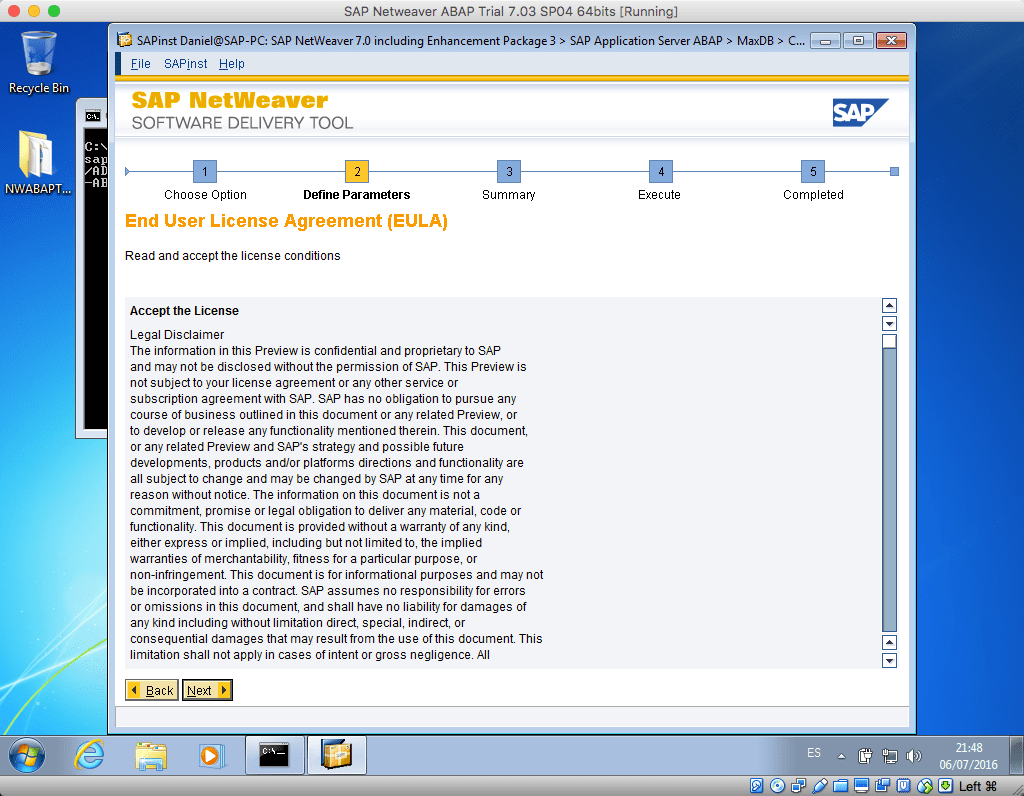 SAP Netweaver ABAP Trial 7.03 SP04 64bits [Running]
Recycle Bin
NWABAPT...
C:\
sap
/AD
-AB
SAPinst Daniel@SAP-PC: SAP NetWeaver 7.0 including Enhancement Package 3 > SAP Application Server ABAP > MaxDB > C...
File SAPinst Help
SAP NetWeaver
SOFTWARE DELIVERY TOOL
SAP
1 2 3 4 5
Choose Option Define Parameters Summary Execute Completed
End User License Agreement (EULA)
Read and accept the license conditions
Accept the License
Legal Disclaimer
The information in this Preview is confidential and proprietary to SAP
and may not be disclosed without the permission of SAP. This Preview is
not subject to your license agreement or any other service or
subscription agreement with SAP. SAP has no obligation to pursue any
course of business outlined in this document or any related Preview, or
to develop or release any functionality mentioned therein. This document,
or any related Preview and SAP's strategy and possible future
developments, products and/or platforms directions and functionality are
all subject to change and may be changed by SAP at any time for any
reason without notice. The information on this document is not a
commitment, promise or legal obligation to deliver any material, code or
functionality. This document is provided without a warranty of any kind,
either express or implied, including but not limited to, the implied
warranties of merchantability, fitness for a particular purpose, or
non-infringement. This document is for informational purposes and may not
be incorporated into a contract. SAP assumes no responsibility for errors
or omissions in this document, and shall have no liability for damages of
any kind including without limitation direct, special, indirect, or
consequential damages that may result from the use of this document. This
limitation shall not apply in cases of intent or gross negligence. All
Back Next
ES
21:48
06/07/2016
Left ⌘